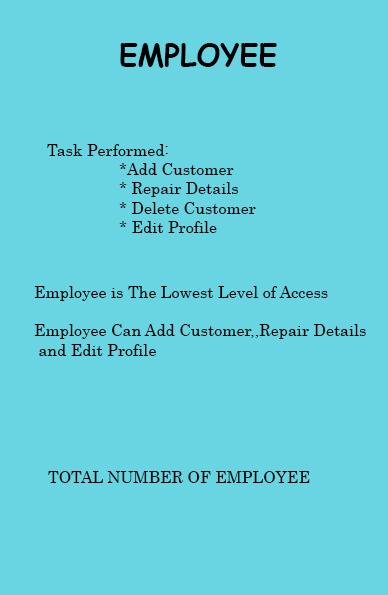 EMPLOYEE
Task Performed:
*Add Customer
* Repair Details
* Delete Customer
* Edit Profile
Employee is The Lowest Level of Access
Employee Can Add Customer,,Repair Details
and Edit Profile
TOTAL NUMBER OF EMPLOYEE